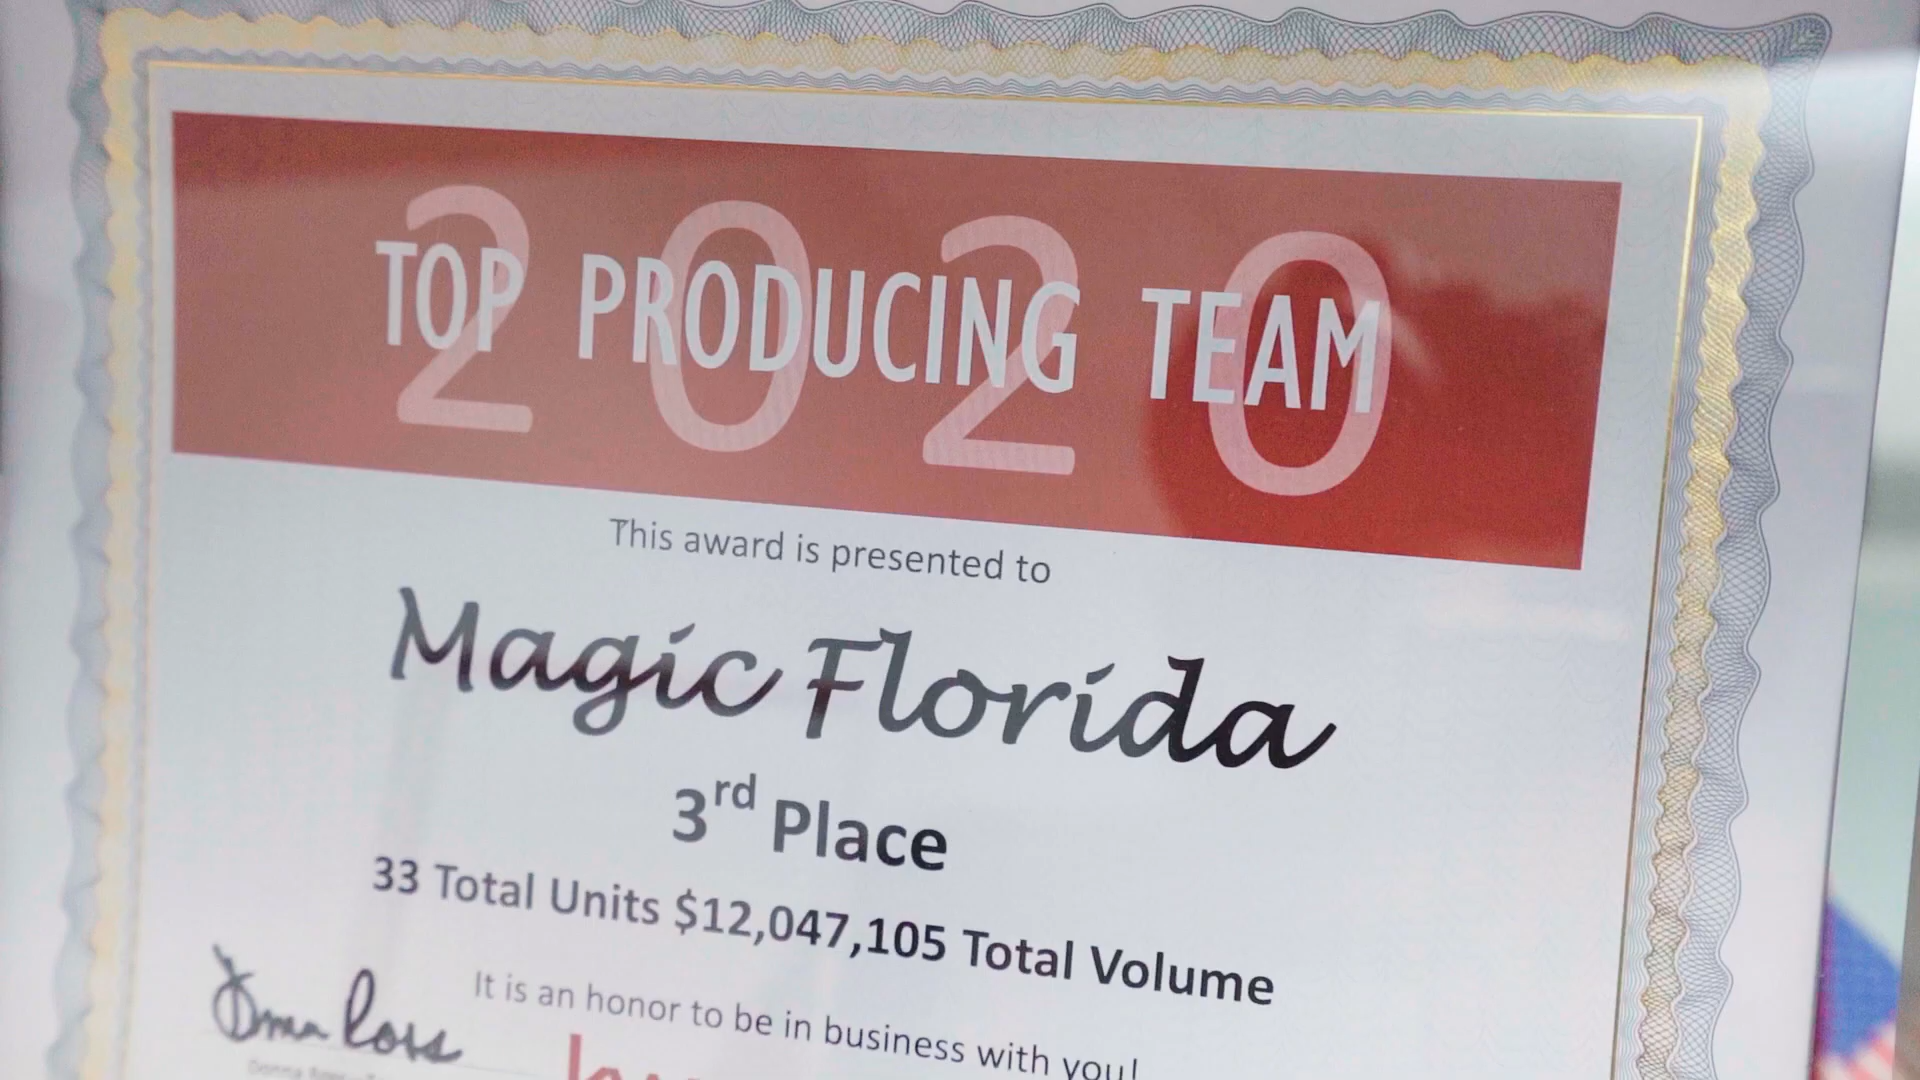 2020
TOP PRODUCING TEAM
This award is presented to
Magic Florida
3rd Place
33 Total Units $12,047,105 Total Volume
It is an honor to be in business with you!
Donna